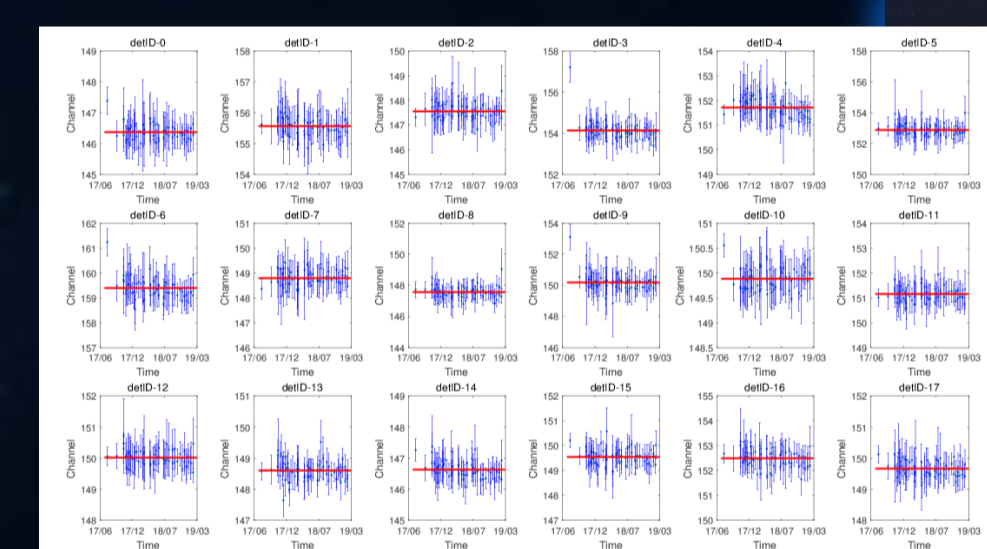 detID-0 detID-1 detID-2 detID-3 detID-4 detID-5
149 158 150 158 154 158
148 157 149 156 153 156
147 156 148 154 152 154
146 155 147 152 151 152
145 154 146 150 150
145 149
Channel Channel Channel Channel Channel Channel
17/06 17/12 18/07 19/03 17/06 17/12 18/07 19/03 17/06 17/12 18/07 19/03 17/06 17/12 18/07 19/03 17/06 17/12 18/07 19/03 17/06 17/12 18/07 19/03
Time Time Time Time Time Time
detID-6 detID-7 detID-8 detID-9 detID-10 detID-11
162 151 152 154 151 154
161 150 150 152 150.5 153
160 149 148 150 150 152
159 148 146 148 149.5 151
158 147 144 146 149 150
157 146 148.5 149
Channel Channel Channel Channel Channel Channel
17/06 17/12 18/07 19/03 17/06 17/12 18/07 19/03 17/06 17/12 18/07 19/03 17/06 17/12 18/07 19/03 17/06 17/12 18/07 19/03 17/06 17/12 18/07 19/03
Time Time Time Time Time Time
detID-12 detID-13 detID-14 detID-15 detID-16 detID-17
152 151 149 152 155 152
151 150 148 151 154 151
150 149 147 150 153 150
149 148 146 149 152 149
148 147 145 148 151 148
147 150
Channel Channel Channel Channel Channel Channel
17/06 17/12 18/07 19/03 17/06 17/12 18/07 19/03 17/06 17/12 18/07 19/03 17/06 17/12 18/07 19/03 17/06 17/12 18/07 19/03 17/06 17/12 18/07 19/03
Time Time Time Time Time Time